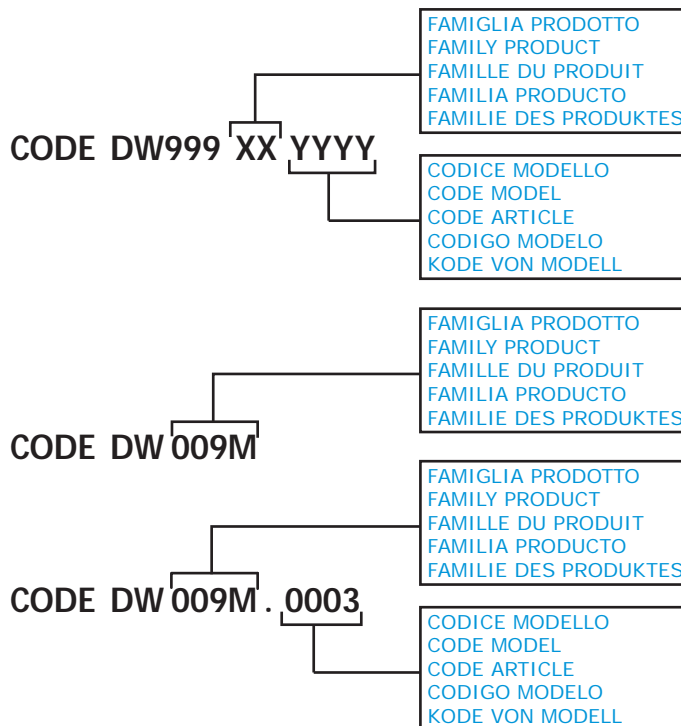 FAMIGLIA PRODOTTO
FAMILY PRODUCT
FAMILLE DU PRODUIT
FAMILIA PRODUCTO
FAMILIE DES PRODUKTES
CODE DW999 XX YYYY
CODICE MODELLO
CODE MODEL
CODE ARTICLE
CODIGO MODELO
KODE VON MODELL
FAMIGLIA PRODOTTO
FAMILY PRODUCT
FAMILLE DU PRODUIT
FAMILIA PRODUCTO
FAMILIE DES PRODUKTES
CODE DW 009M
FAMIGLIA PRODOTTO
FAMILY PRODUCT
FAMILLE DU PRODUIT
FAMILIA PRODUCTO
FAMILIE DES PRODUKTES
CODE DW 009M . 0003
CODICE MODELLO
CODE MODEL
CODE ARTICLE
CODIGO MODELO
KODE VON MODELL